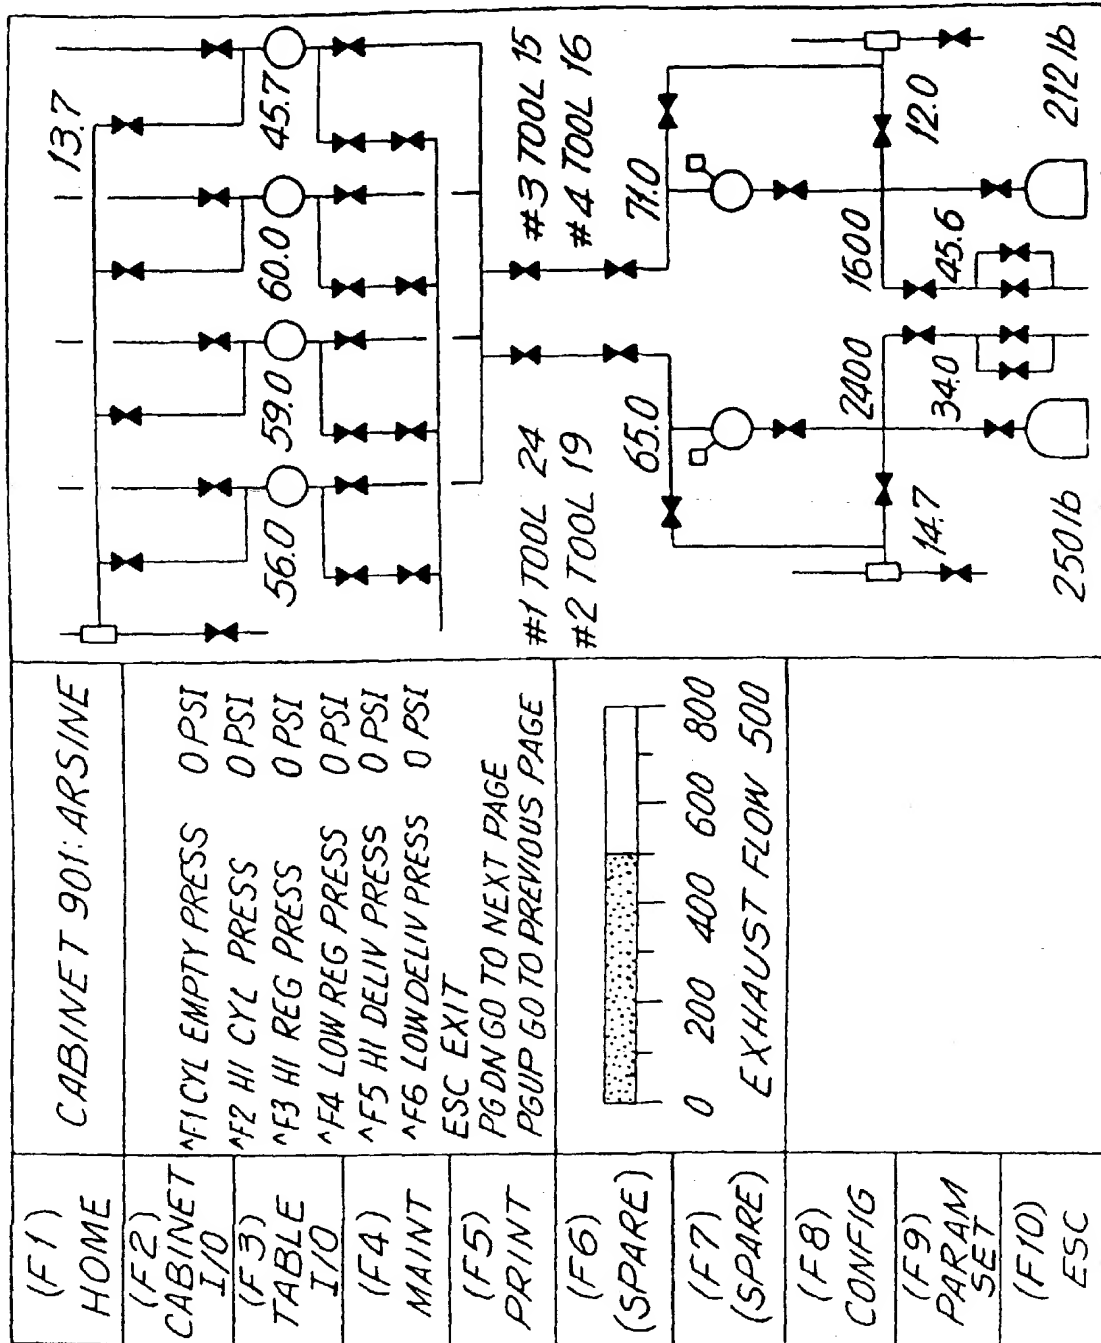 (F1)
HOME
(F2)
CABINET
I/O
(F3)
TABLE
I/O
(F4)
MAINT
(F5)
PRINT
(F6)
(SPARE)
(F7)
(SPARE)
(F8)
CONFIG
(F9)
PARAM
SET
(F10)
ESC
CABINET 901: ARSINE
^F1 CYL EMPTY PRESS 0 PSI
^F2 HI CYL PRESS 0 PSI
^F3 HI REG PRESS 0 PSI
^F4 LOW REG PRESS 0 PSI
^F5 HI DELIV PRESS 0 PSI
^F6 LOW DELIV PRESS 0 PSI
ESC EXIT
PG DN GO TO NEXT PAGE
PGUP GO TO PREVIOUS PAGE
0 200 400 600 800
EXHAUST FLOW 500
13.7
56.0 59.0 60.0 45.7
#1 TOOL 24 #3 TOOL 15
#2 TOOL 19 #4 TOOL 16
65.0 71.0
2400 1600
14.7 34.0 45.6 12.0
250 lb 212 lb